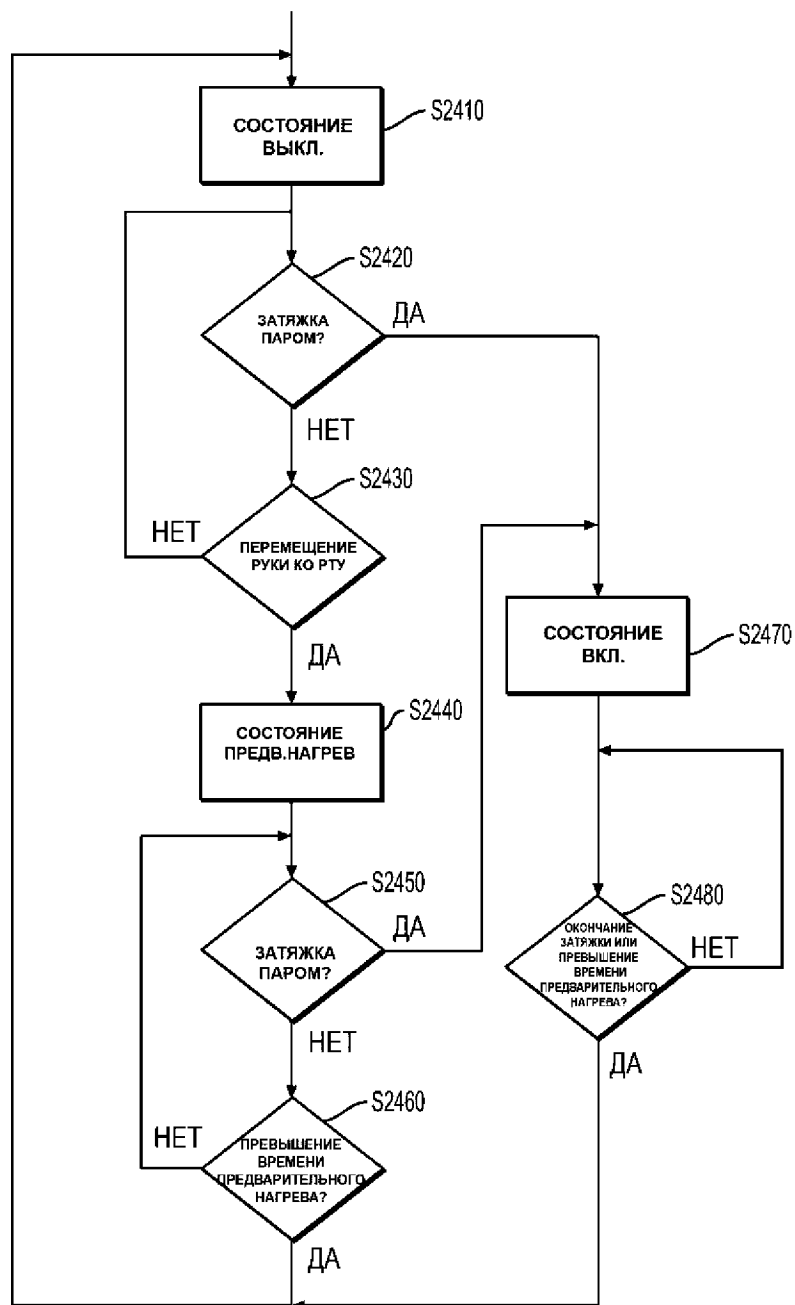 СОСТОЯНИЕ
ВЫКЛ.
S2410
S2420
ЗАТЯЖКА
ПАРОМ?
ДА
НЕТ
S2430
НЕТ
ПЕРЕМЕЩЕНИЕ
РУКИ КО РТУ
ДА
S2440
СОСТОЯНИЕ
ПРЕДВ.НАГРЕВ
S2450
ЗАТЯЖКА
ПАРОМ?
ДА
НЕТ
S2460
НЕТ
ПРЕВЫШЕНИЕ
ВРЕМЕНИ
ПРЕДВАРИТЕЛЬНОГО
НАГРЕВА?
ДА
СОСТОЯНИЕ
ВКЛ.
S2470
S2480
ОКОНЧАНИЕ
ЗАТЯЖКИ ИЛИ
ПРЕВЫШЕНИЕ
ВРЕМЕНИ
ПРЕДВАРИТЕЛЬНОГО
НАГРЕВА?
НЕТ
ДА